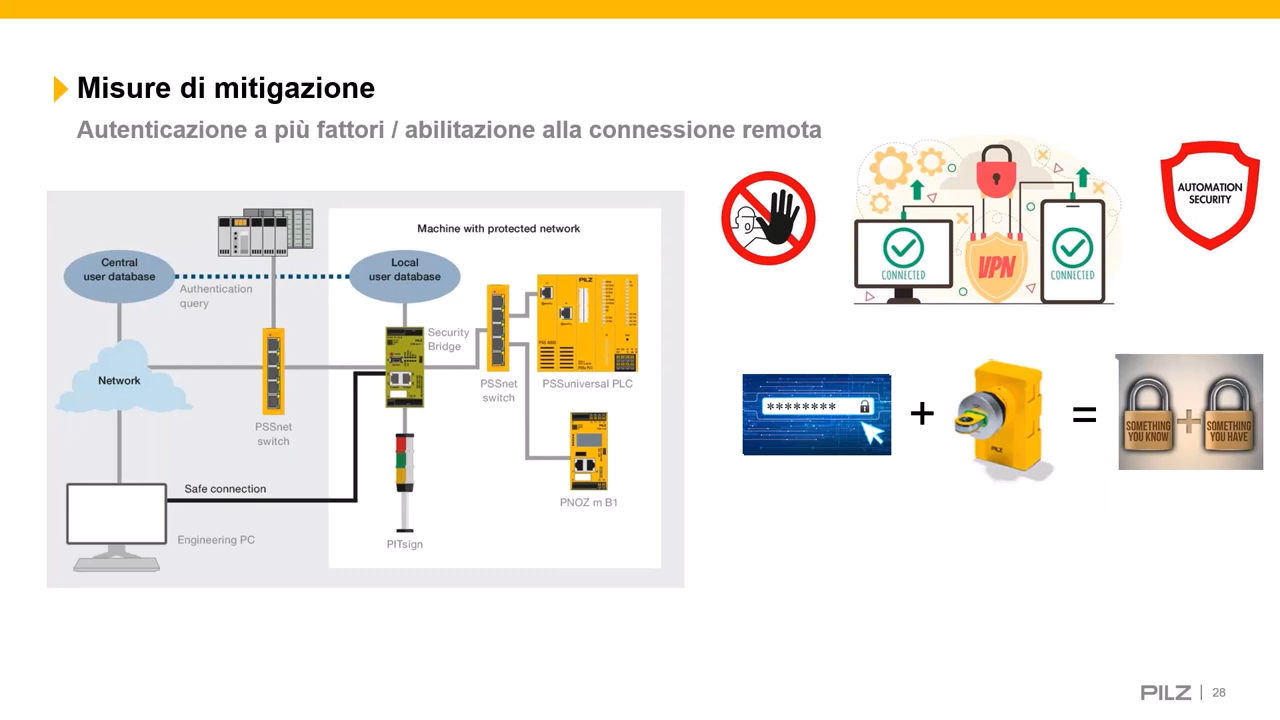 Misure di mitigazione
Autenticazione a più fattori / abilitazione alla connessione remota
Machine with protected network
Central
user database
Authentication
query
Local
user database
Security
Bridge
Network
PSSnet
switch
PSSnet
switch
PILZ
PSSuniversal PLC
PNOZ m B1
Safe connection
Engineering PC
PITsign
CONNECTED
VPN
CONNECTED
AUTOMATION
SECURITY
********
+
PILZ
=
SOMETHING
YOU KNOW
+
SOMETHING
YOU HAVE
PILZ | 28